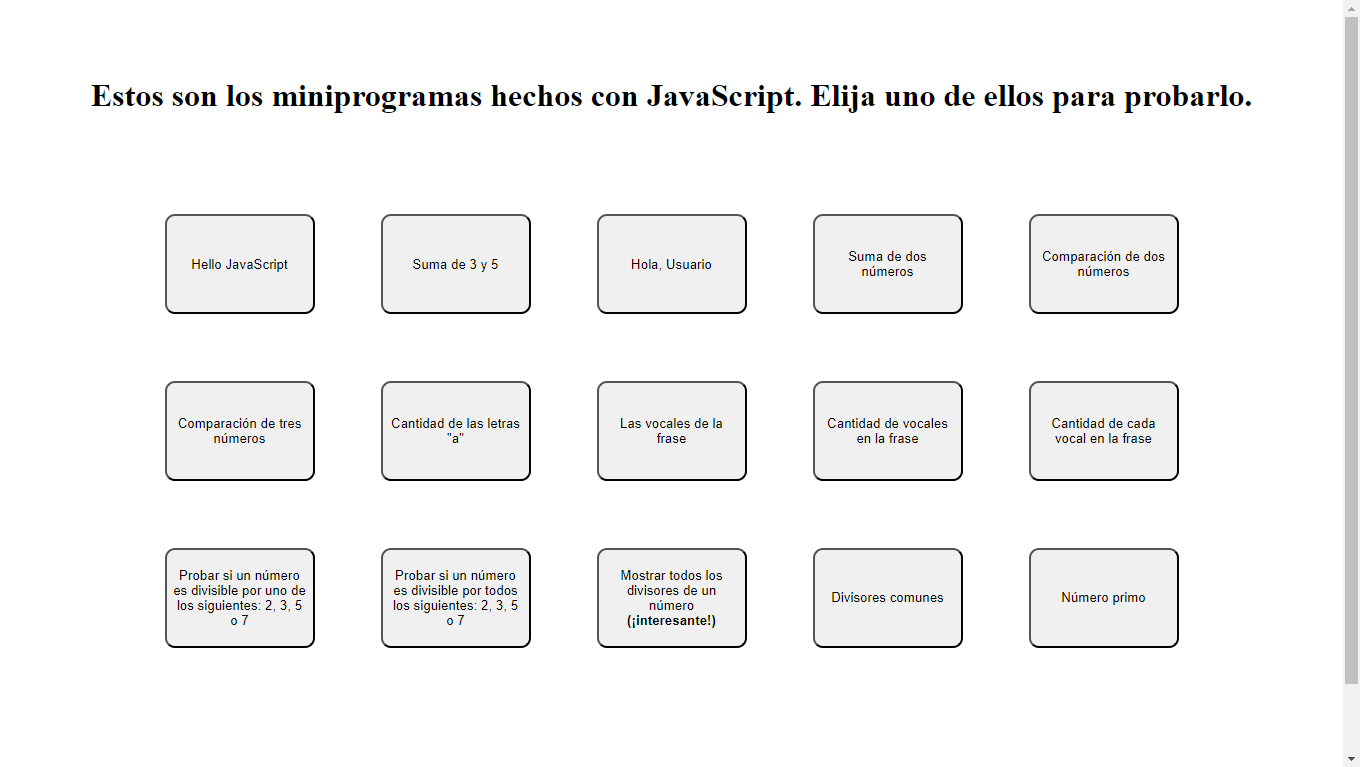 Estos son los miniprogramas hechos con JavaScript. Elija uno de ellos para probarlo.
Hello JavaScript
Suma de 3 y 5
Hola, Usuario
Suma de dos
números
Comparación de dos
números
Comparación de tres
números
Cantidad de las letras
"a"
Las vocales de la
frase
Cantidad de vocales
en la frase
Cantidad de cada
vocal en la frase
Probar si un número
es divisible por uno de
los siguientes: 2, 3, 5
o 7
Probar si un número
es divisible por todos
los siguientes: 2, 3, 5
o 7
Mostrar todos los
divisores de un
número
(¡interesante!)
Divisores comunes
Número primo